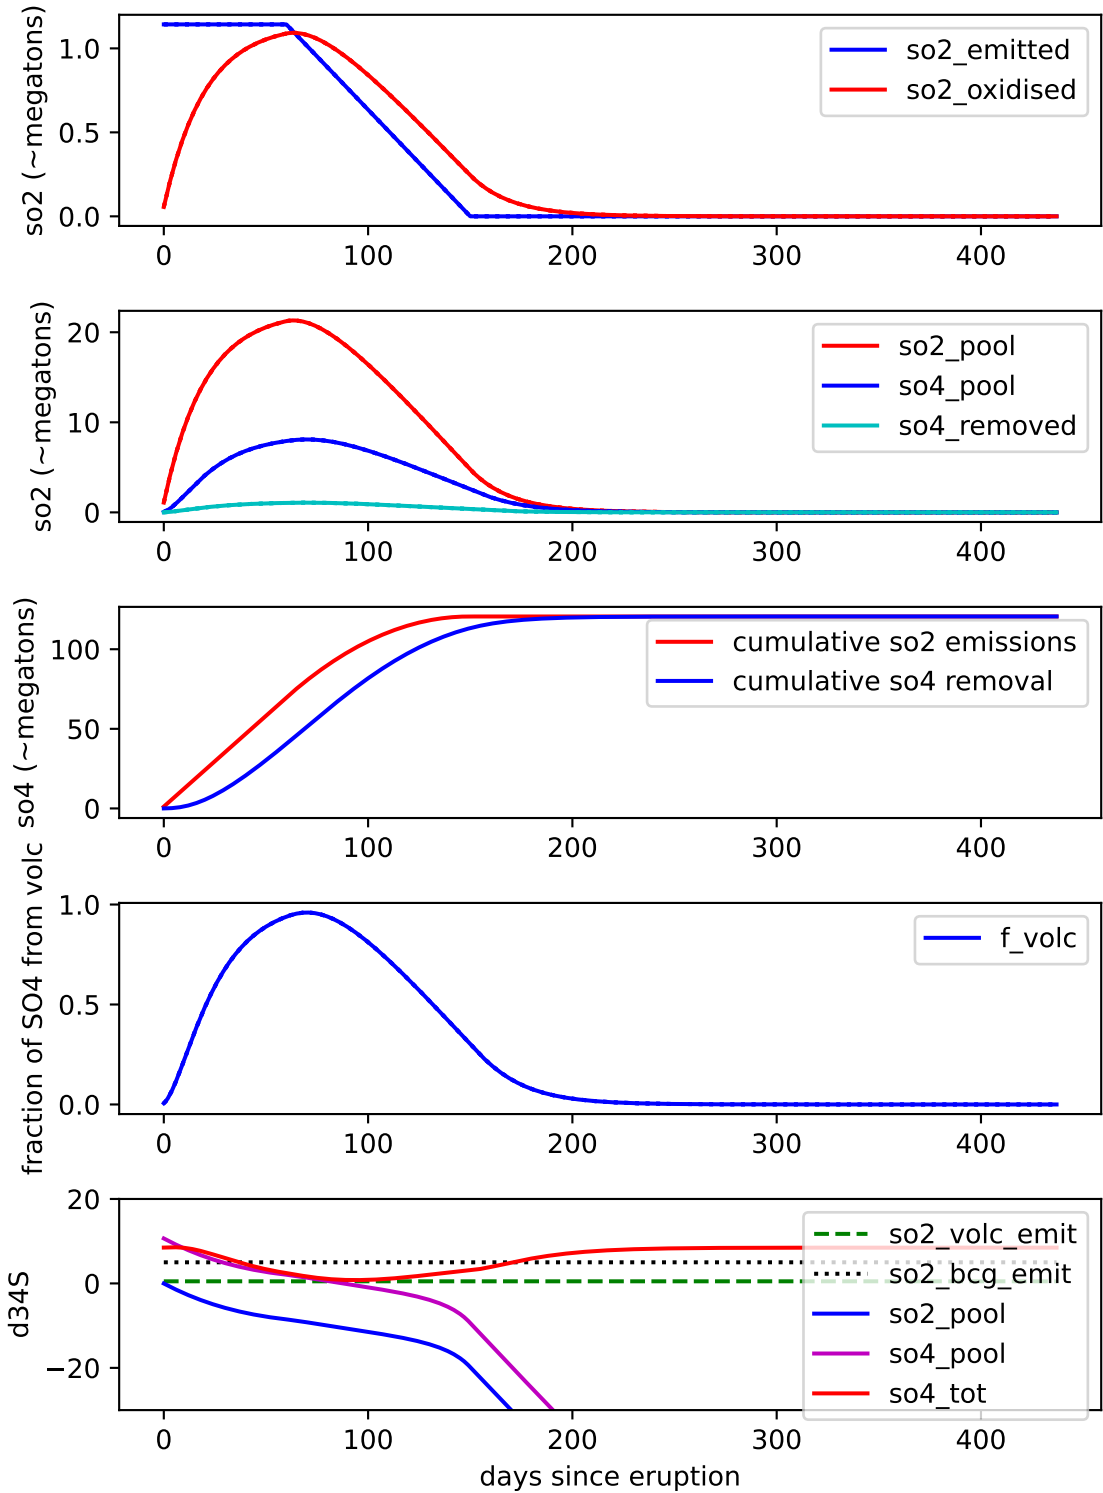 so2 (~megatons)
1.0
0.5
0.0
so2_emitted
so2_oxidised
0 100 200 300 400
so2 (~megatons)
20
10
0
so2_pool
so4_pool
so4_removed
0 100 200 300 400
so4 (~megatons)
100
50
0
cumulative so2 emissions
cumulative so4 removal
0 100 200 300 400
fraction of SO4 from volc
1.0
0.5
0.0
f_volc
0 100 200 300 400
d34S
20
0
−20
so2_volc_emit
so2_bcg_emit
so2_pool
so4_pool
so4_tot
0 100 200 300 400
days since eruption